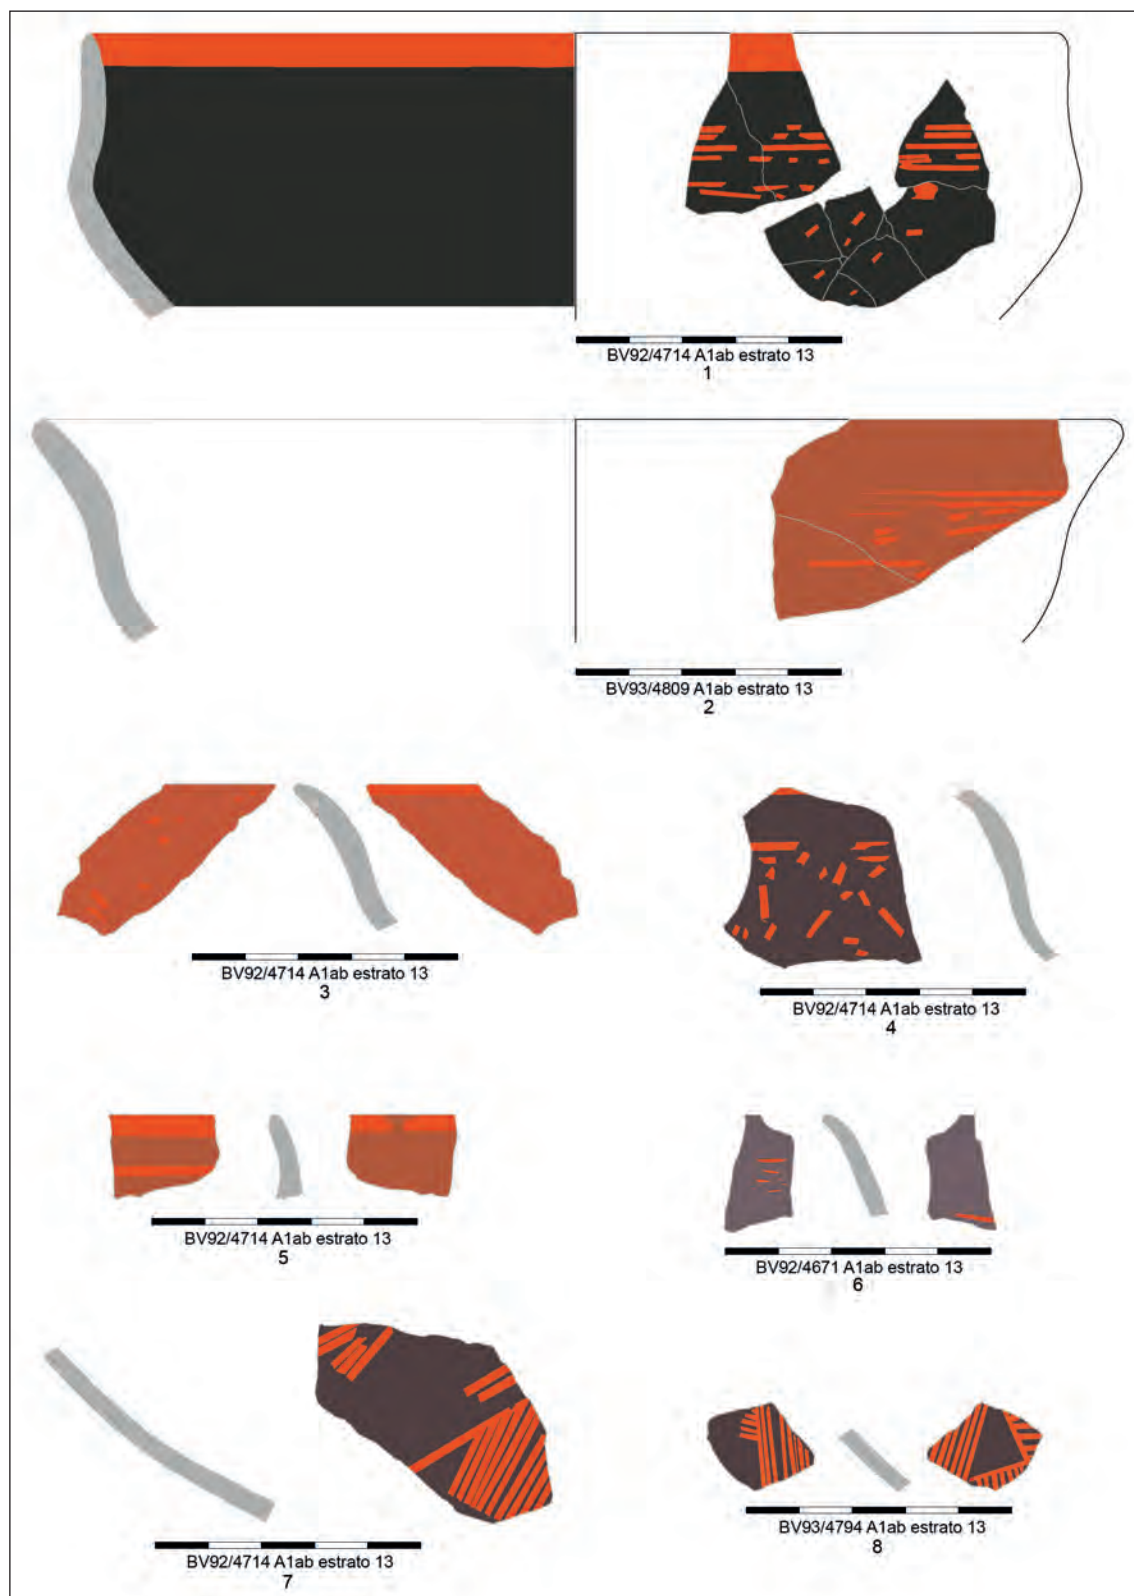 BV92/4714 A1ab estrato 13
1
BV93/4809 A1ab estrato 13
2
BV92/4714 A1ab estrato 13
3
BV92/4714 A1ab estrato 13
4
BV92/4714 A1ab estrato 13
5
BV92/4671 A1ab estrato 13
6
BV92/4714 A1ab estrato 13
7
BV93/4794 A1ab estrato 13
8